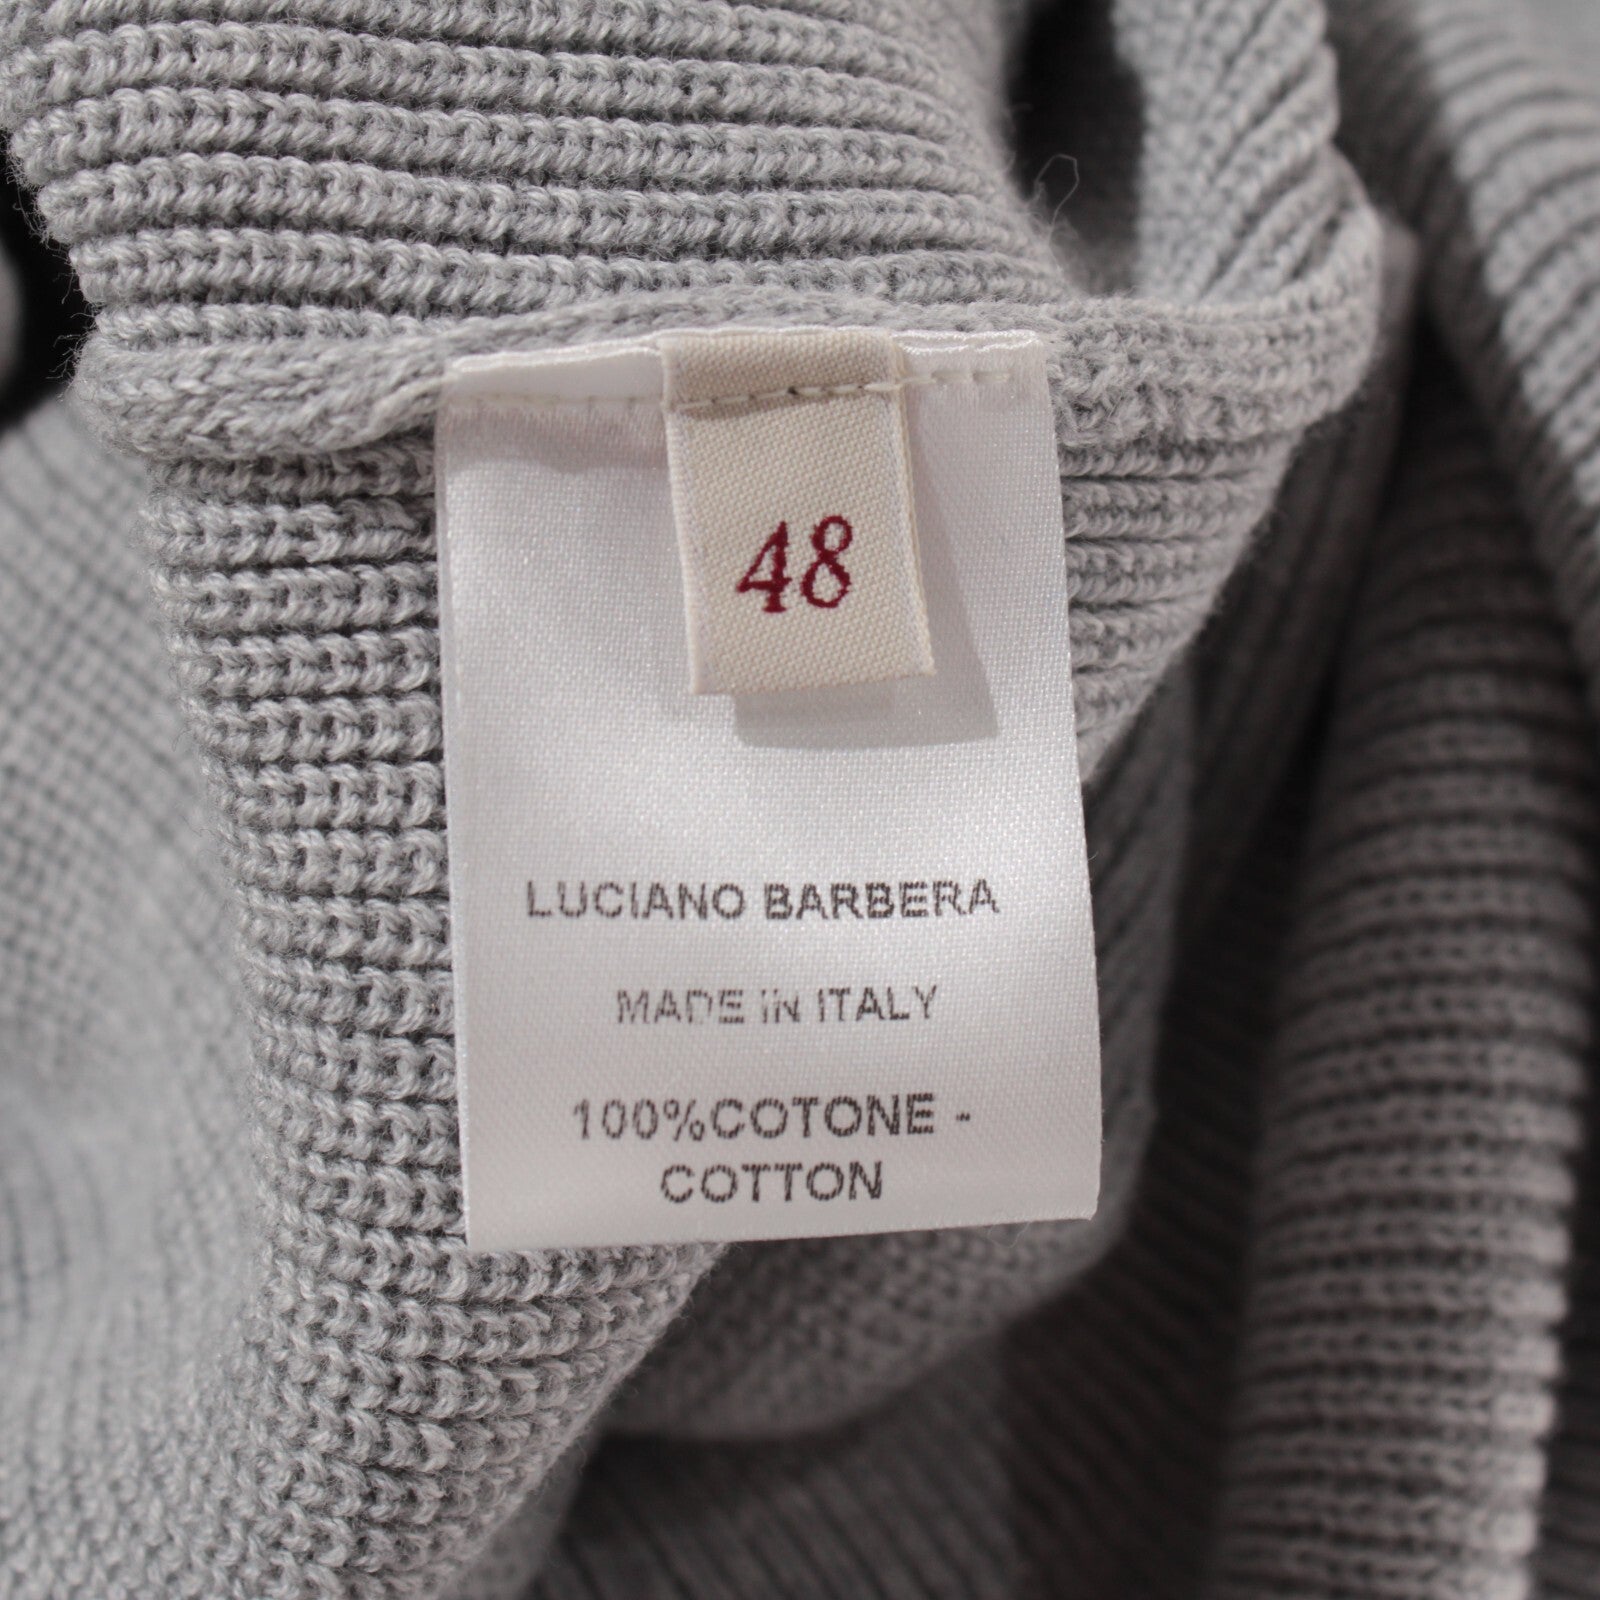 48
LUCIANO BARBERA
MADE IN ITALY
100%COTONE -
COTTON